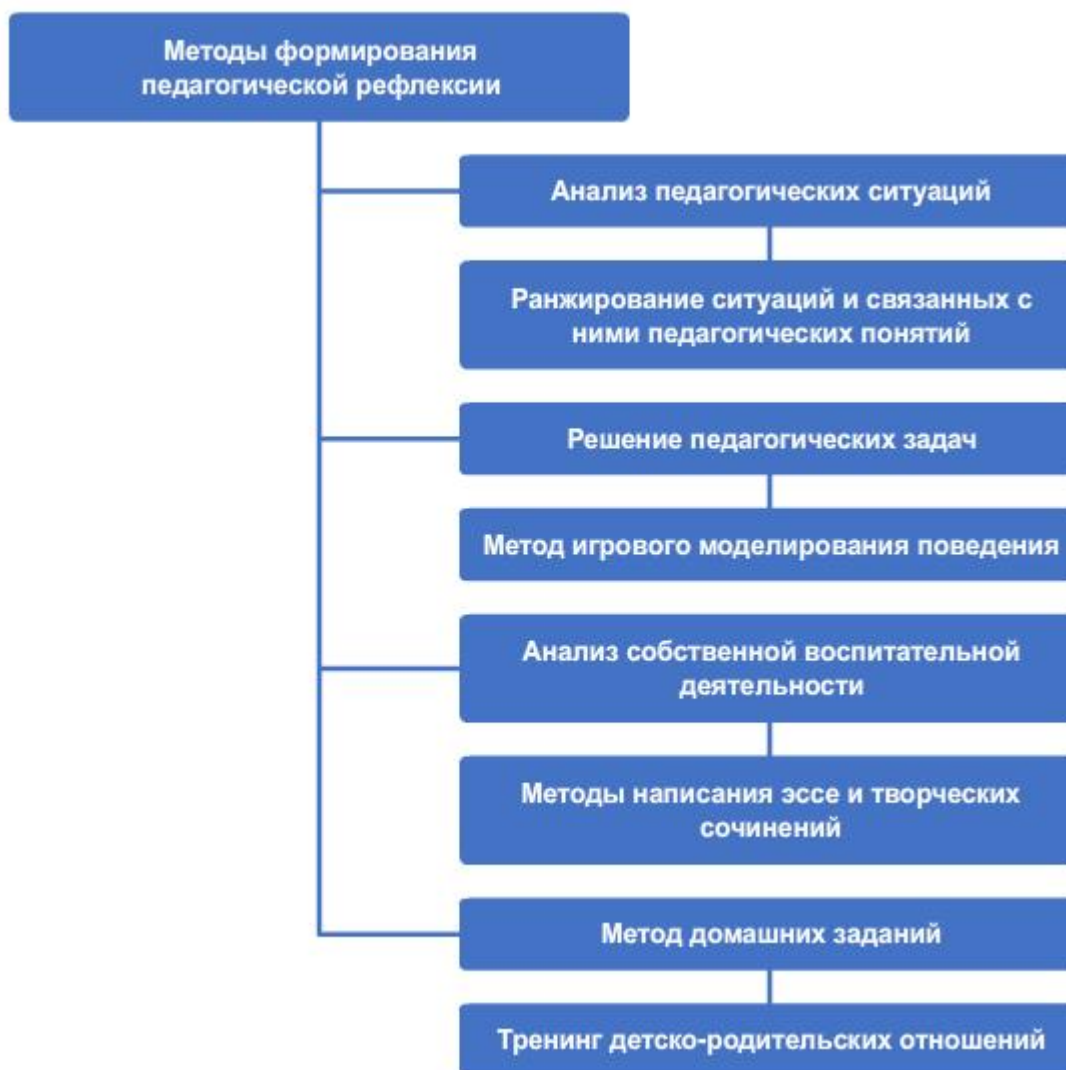 Методы формирования
педагогической рефлексии
Анализ педагогических ситуаций
Ранжирование ситуаций и связанных с
ними педагогических понятий
Решение педагогических задач
Метод игрового моделирования поведения
Анализ собственной воспитательной
деятельности
Методы написания эссе и творческих
сочинений
Метод домашних заданий
Тренинг детско-родительских отношений